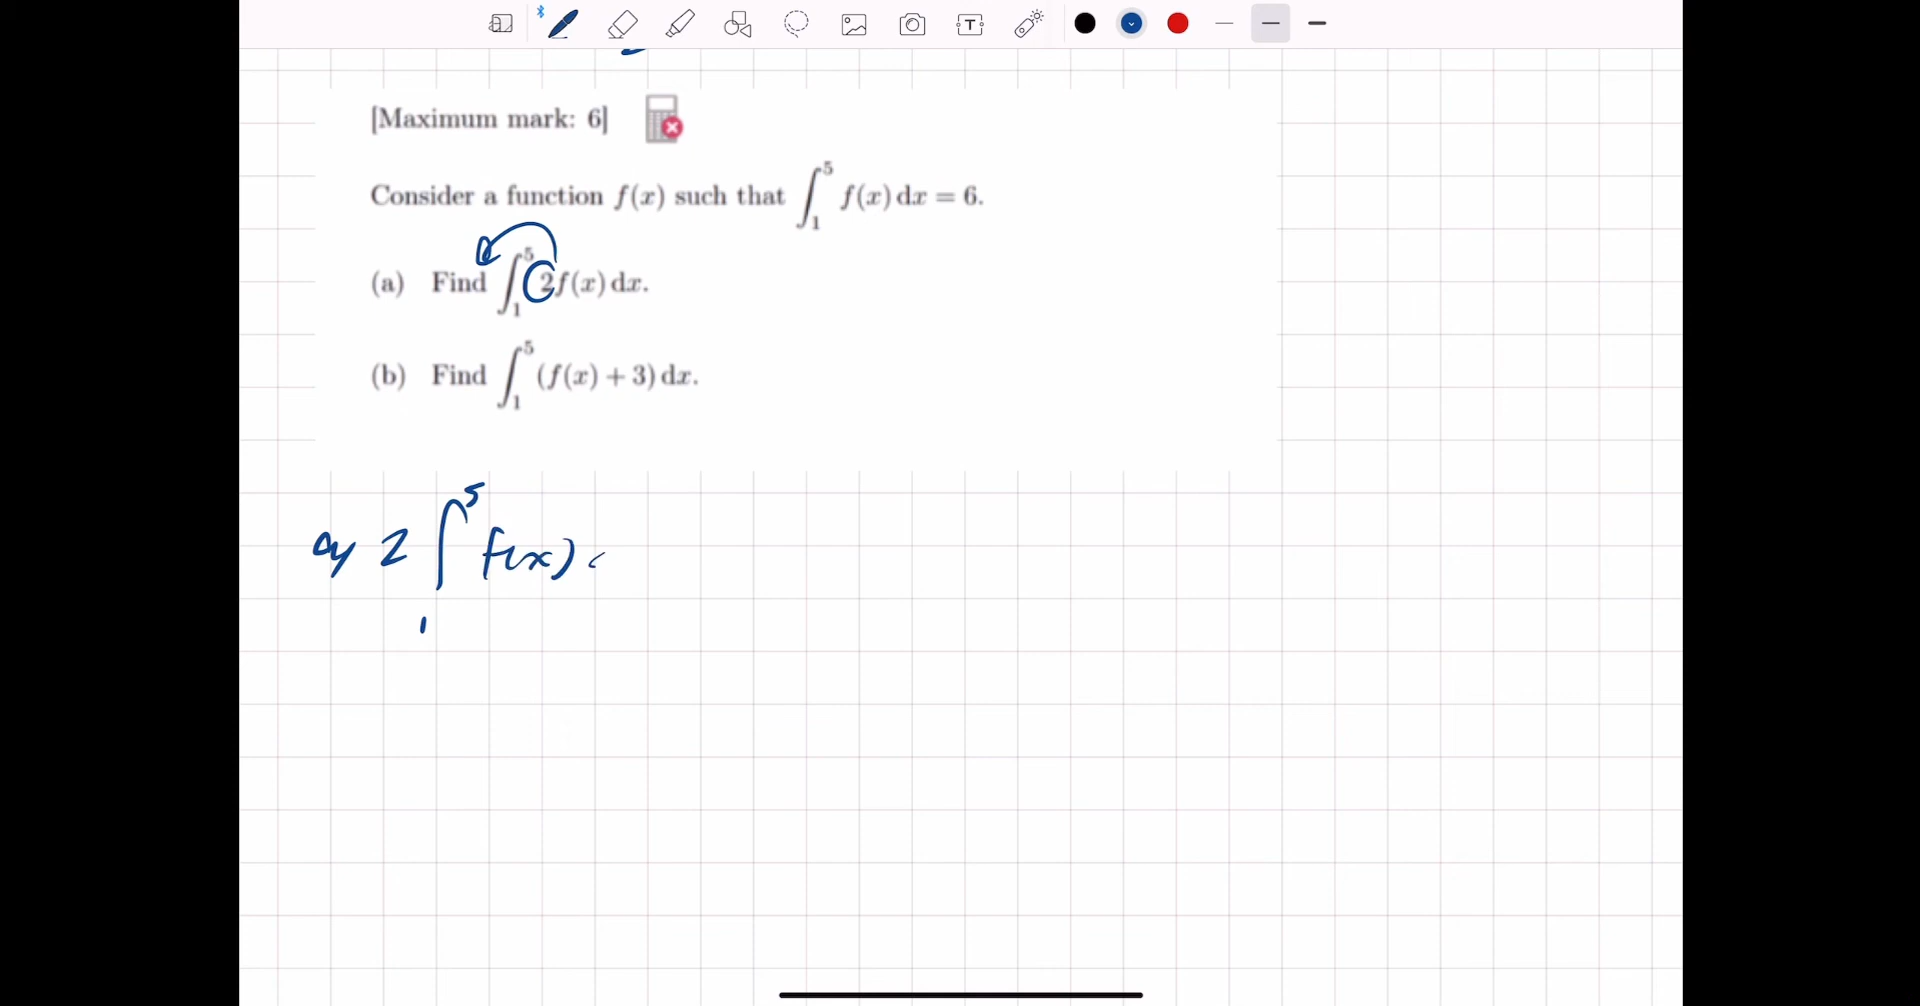 [Maximum mark: 6]
Consider a function f(x) such that ∫₁⁵ f(x) dx = 6.
(a) Find ∫₁⁵ 2f(x) dx.
(b) Find ∫₁⁵ (f(x) + 3) dx.
a) 2 ∫₁⁵ f(x)